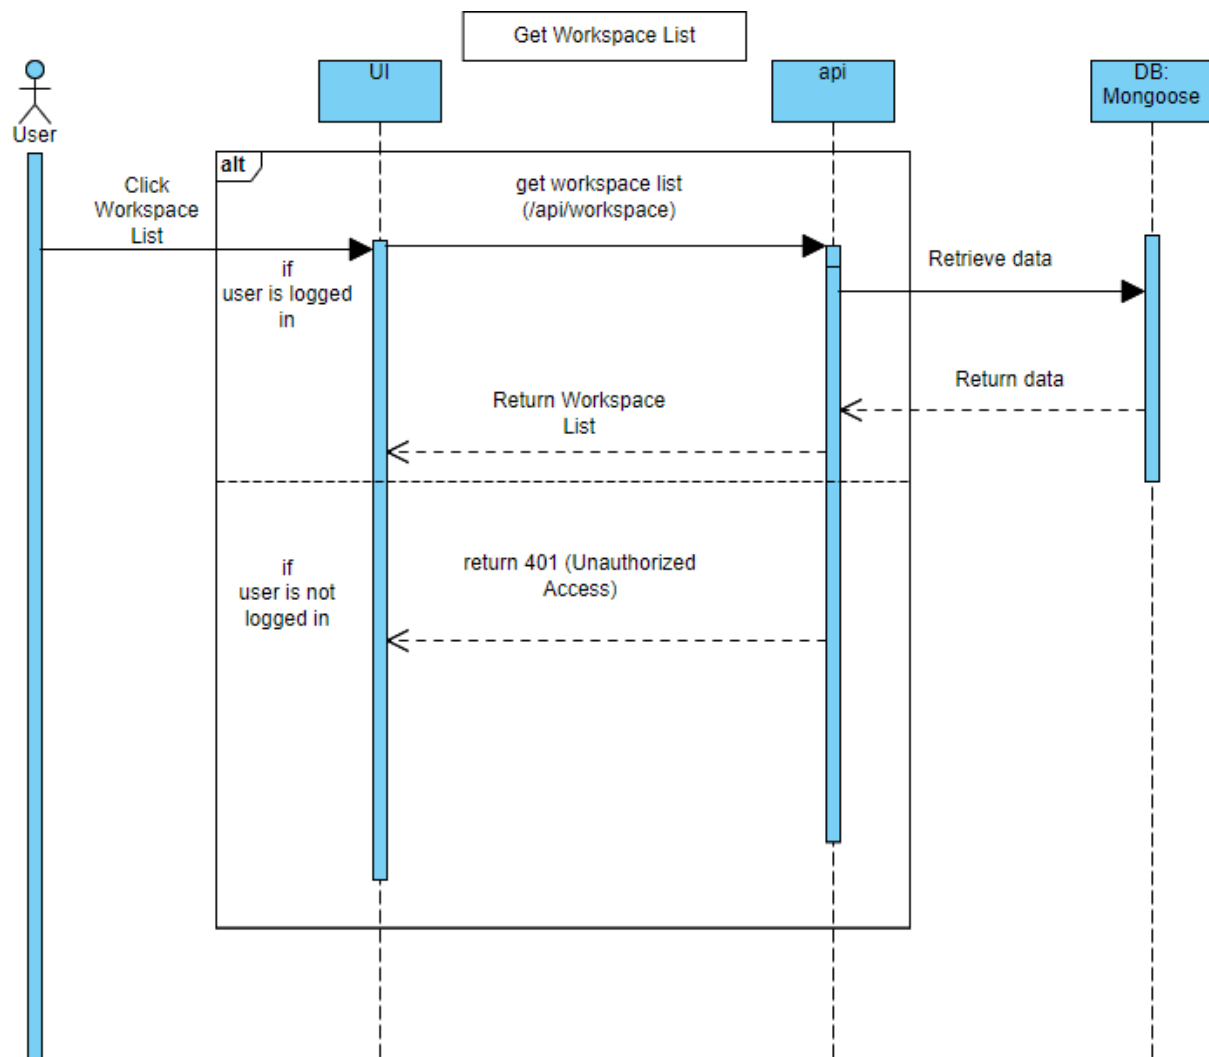 Get Workspace List
UI
api
DB:
Mongoose
User
alt
Click
Workspace
List
get workspace list
(/api/workspace)
if
user is logged
in
Retrieve data
Return data
Return Workspace
List
if
user is not
logged in
return 401 (Unauthorized
Access)